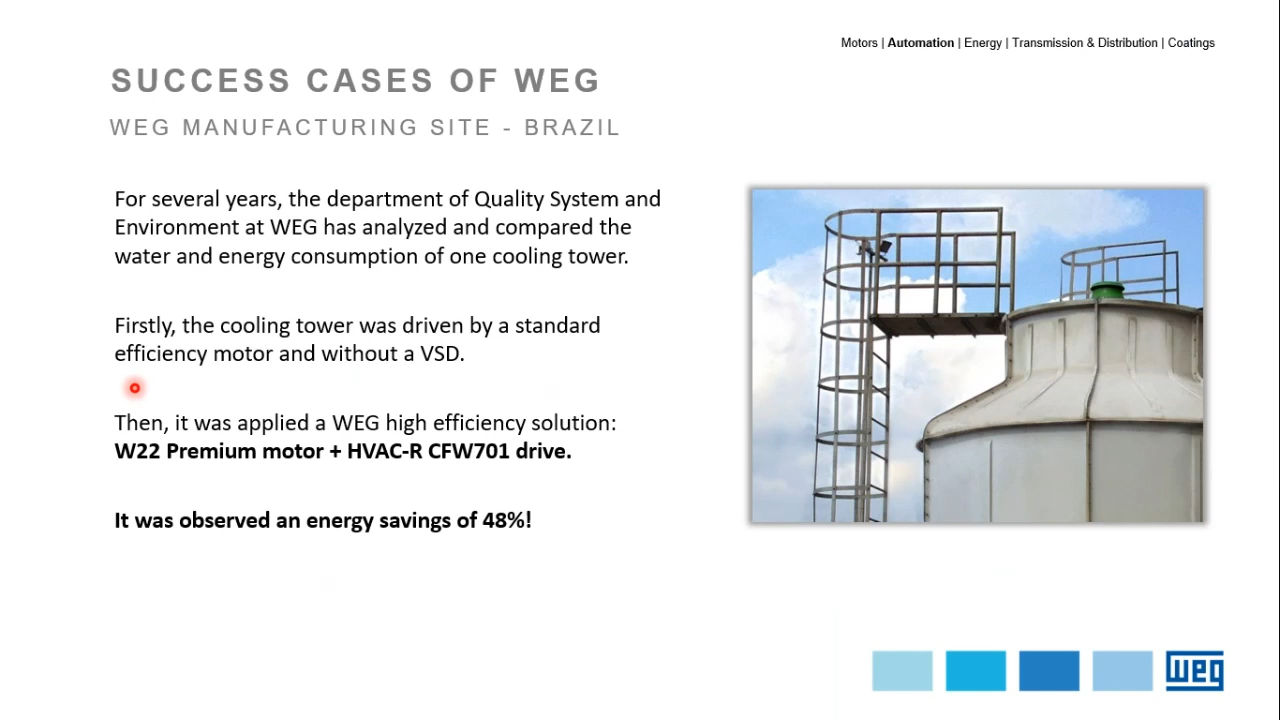 Motors | Automation | Energy | Transmission & Distribution | Coatings
SUCCESS CASES OF WEG
WEG MANUFACTURING SITE - BRAZIL
For several years, the department of Quality System and
Environment at WEG has analyzed and compared the
water and energy consumption of one cooling tower.
Firstly, the cooling tower was driven by a standard
efficiency motor and without a VSD.
Then, it was applied a WEG high efficiency solution:
W22 Premium motor + HVAC-R CFW701 drive.
It was observed an energy savings of 48%!
weg